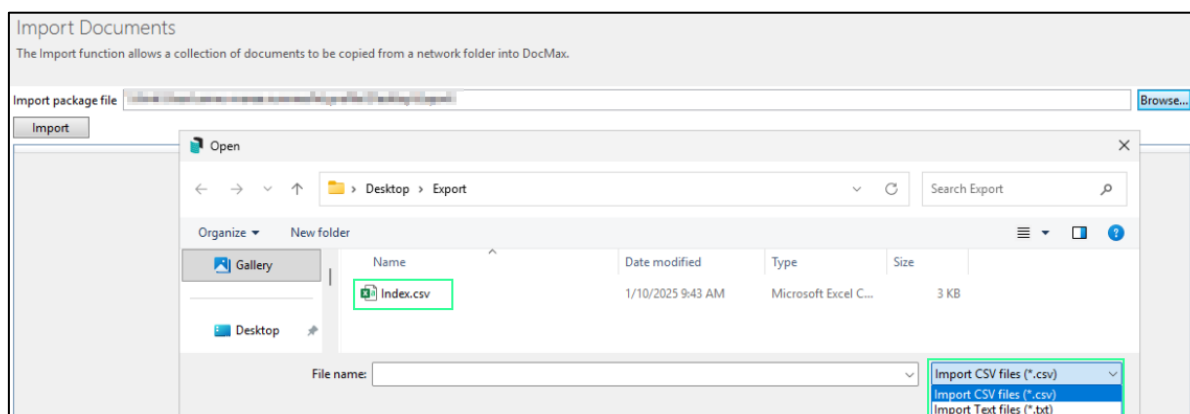 Import Documents
The Import function allows a collection of documents to be copied from a network folder into DocMax.
Import package file
Browse...
Import
Open
Desktop > Export
Search Export
Organize
New folder
Gallery
Name
Date modified
Type
Size
Index.csv
1/10/2025 9:43 AM
Microsoft Excel C...
3 KB
Desktop
File name:
Import CSV files (*.csv)
Import CSV files (*.csv)
Import Text files (*.txt)